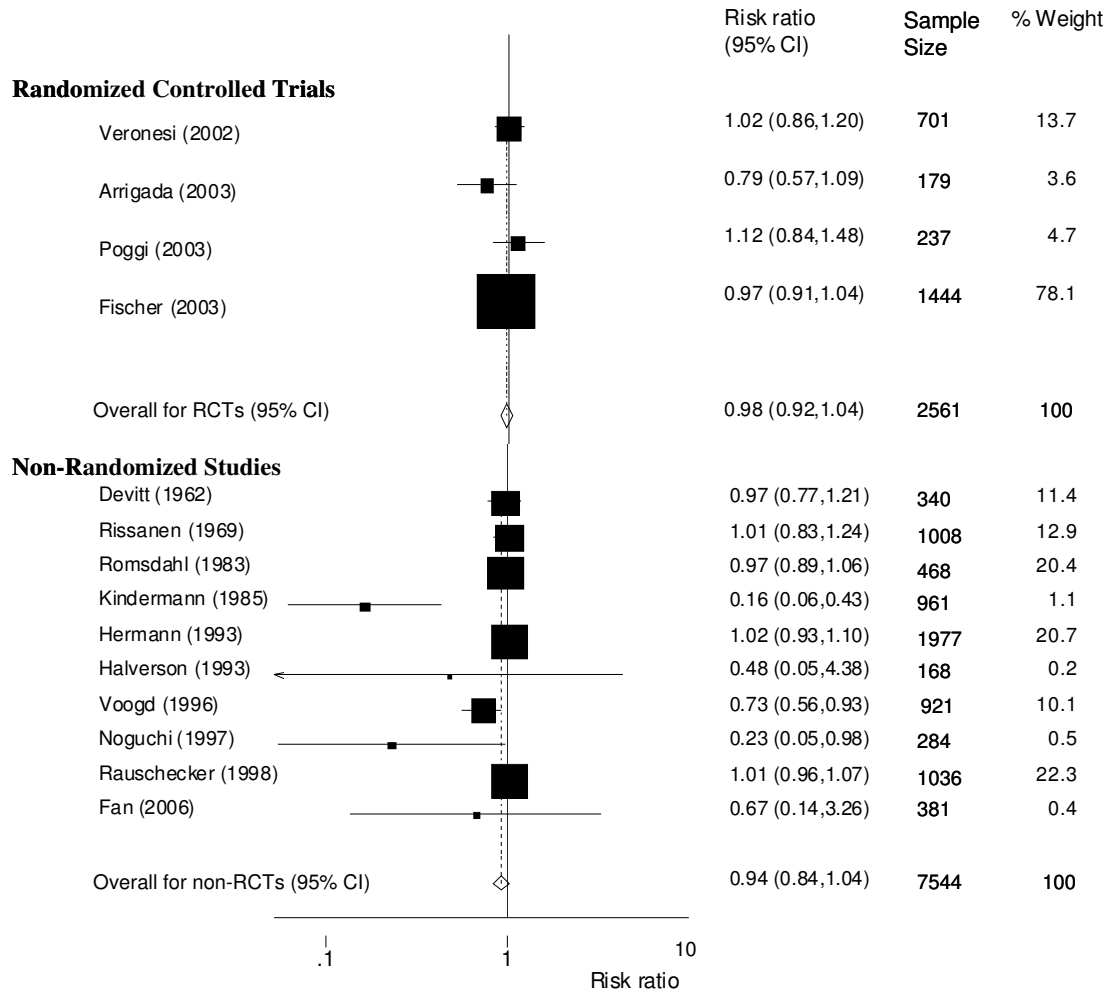 Risk ratio Sample % Weight
(95% CI) Size
Randomized Controlled Trials
Veronesi (2002) 1.02 (0.86,1.20) 701 13.7
Arrigada (2003) 0.79 (0.57,1.09) 179 3.6
Poggi (2003) 1.12 (0.84,1.48) 237 4.7
Fischer (2003) 0.97 (0.91,1.04) 1444 78.1
Overall for RCTs (95% CI) 0.98 (0.92,1.04) 2561 100
Non-Randomized Studies
Devitt (1962) 0.97 (0.77,1.21) 340 11.4
Rissanen (1969) 1.01 (0.83,1.24) 1008 12.9
Romsdahl (1983) 0.97 (0.89,1.06) 468 20.4
Kindermann (1985) 0.16 (0.06,0.43) 961 1.1
Hermann (1993) 1.02 (0.93,1.10) 1977 20.7
Halverson (1993) 0.48 (0.05,4.38) 168 0.2
Voogd (1996) 0.73 (0.56,0.93) 921 10.1
Noguchi (1997) 0.23 (0.05,0.98) 284 0.5
Rauschecker (1998) 1.01 (0.96,1.07) 1036 22.3
Fan (2006) 0.67 (0.14,3.26) 381 0.4
Overall for non-RCTs (95% CI) 0.94 (0.84,1.04) 7544 100
.1 1 10
Risk ratio